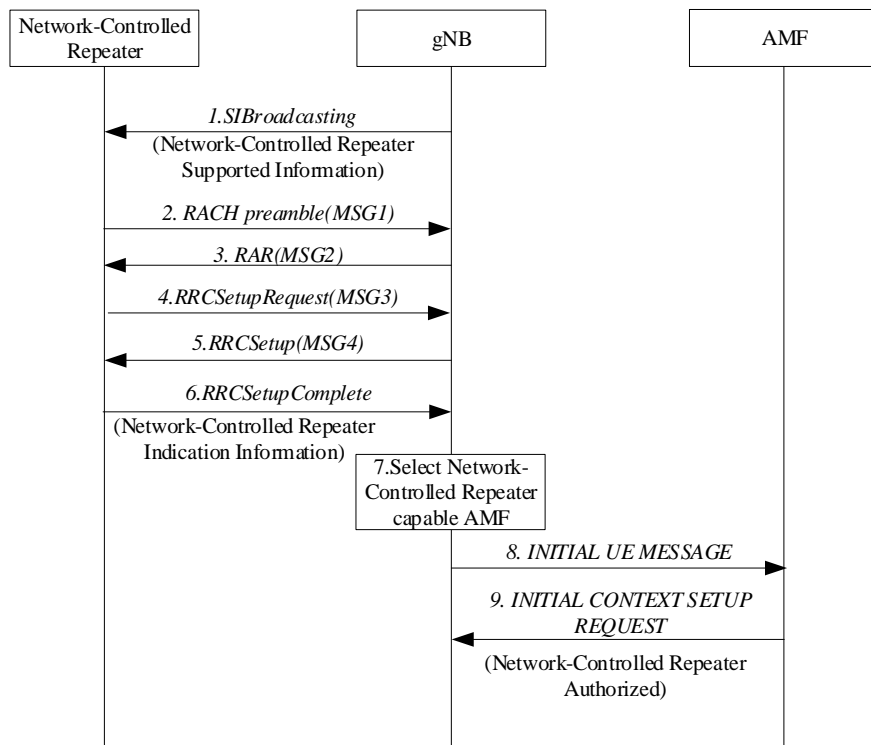 Network-Controlled
Repeater
gNB
AMF
1.SIBroadcasting
(Network-Controlled Repeater
Supported Information)
2. RACH preamble(MSG1)
3. RAR(MSG2)
4.RRCSetupRequest(MSG3)
5.RRCSetup(MSG4)
6.RRCSetupComplete
(Network-Controlled Repeater
Indication Information)
7.Select Network-
Controlled Repeater
capable AMF
8. INITIAL UE MESSAGE
9. INITIAL CONTEXT SETUP
REQUEST
(Network-Controlled Repeater
Authorized)